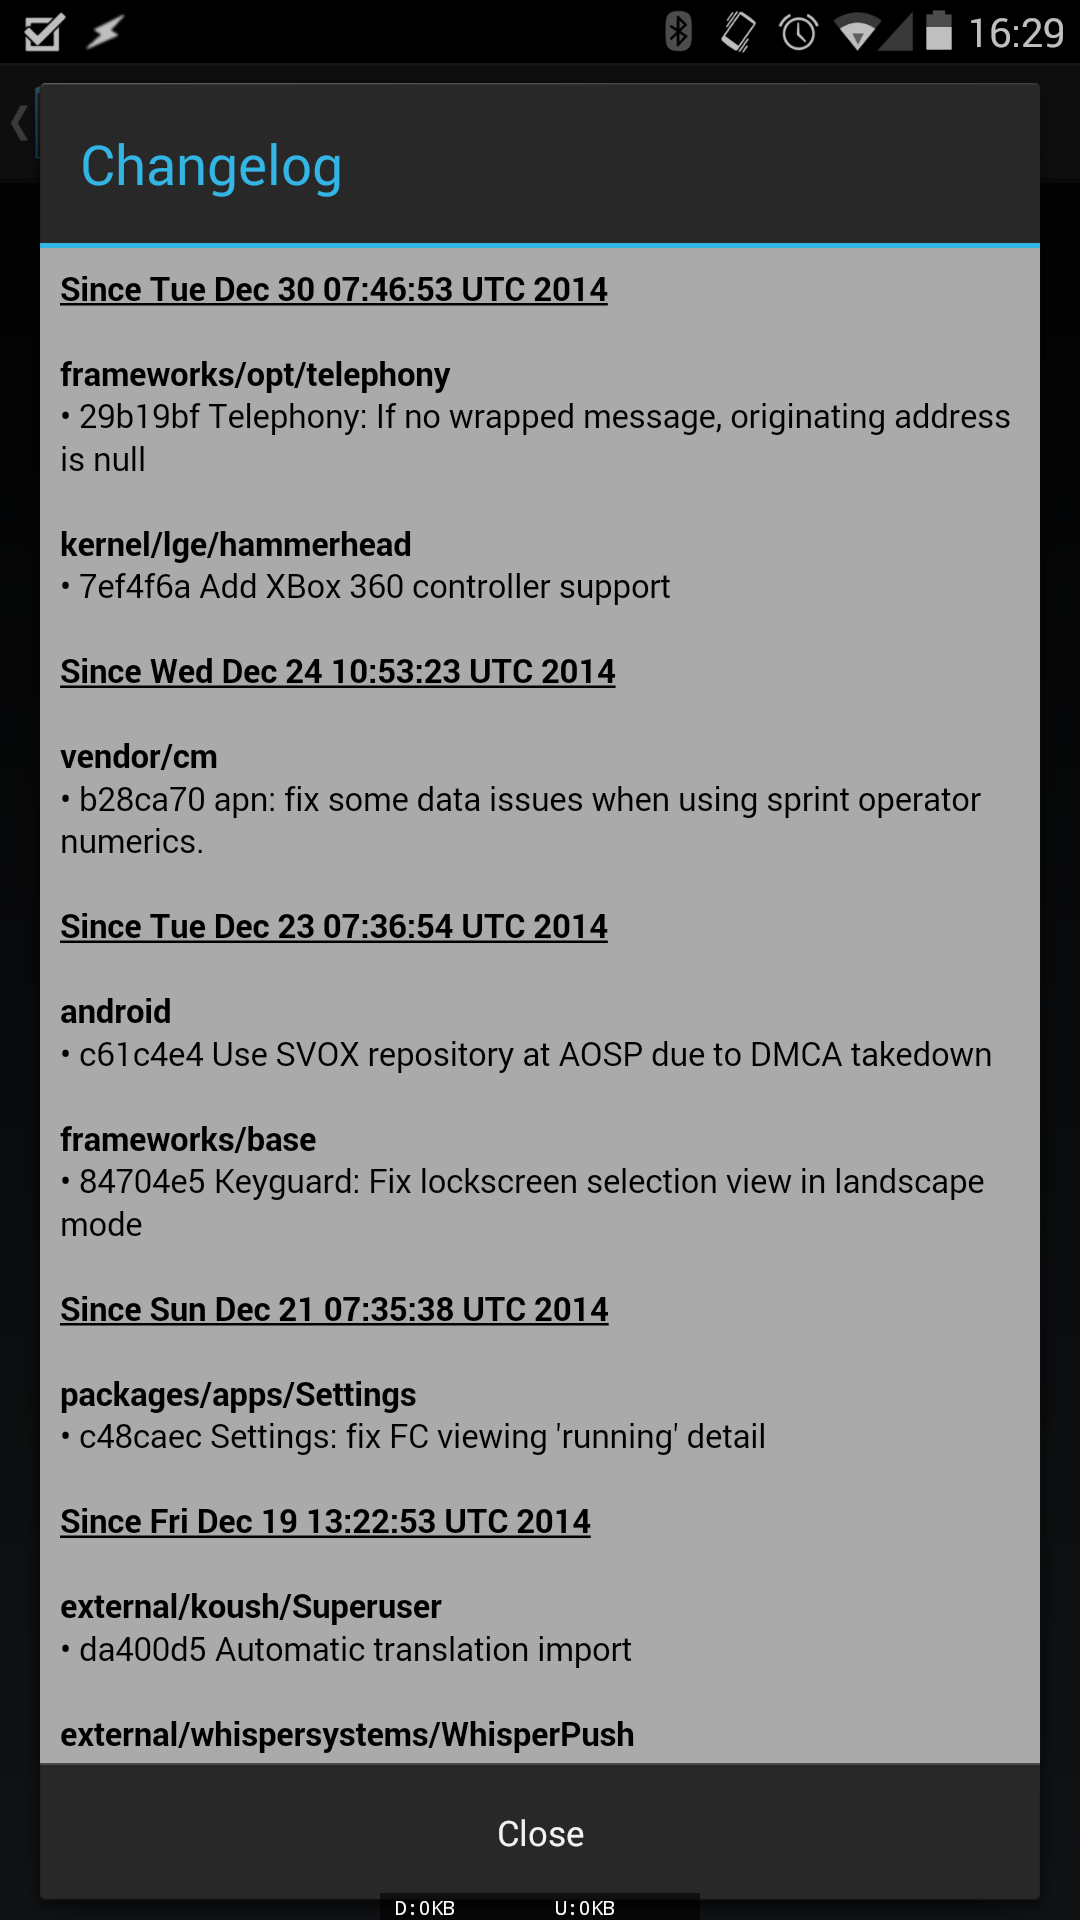 16:29
Changelog
Since Tue Dec 30 07:46:53 UTC 2014
frameworks/opt/telephony
• 29b19bf Telephony: If no wrapped message, originating address
is null
kernel/lge/hammerhead
• 7ef4f6a Add XBox 360 controller support
Since Wed Dec 24 10:53:23 UTC 2014
vendor/cm
• b28ca70 apn: fix some data issues when using sprint operator
numerics.
Since Tue Dec 23 07:36:54 UTC 2014
android
• c61c4e4 Use SVOX repository at AOSP due to DMCA takedown
frameworks/base
• 84704e5 Keyguard: Fix lockscreen selection view in landscape
mode
Since Sun Dec 21 07:35:38 UTC 2014
packages/apps/Settings
• c48caec Settings: fix FC viewing 'running' detail
Since Fri Dec 19 13:22:53 UTC 2014
external/koush/Superuser
• da400d5 Automatic translation import
external/whispersystems/WhisperPush
Close
D:0KB U:0KB